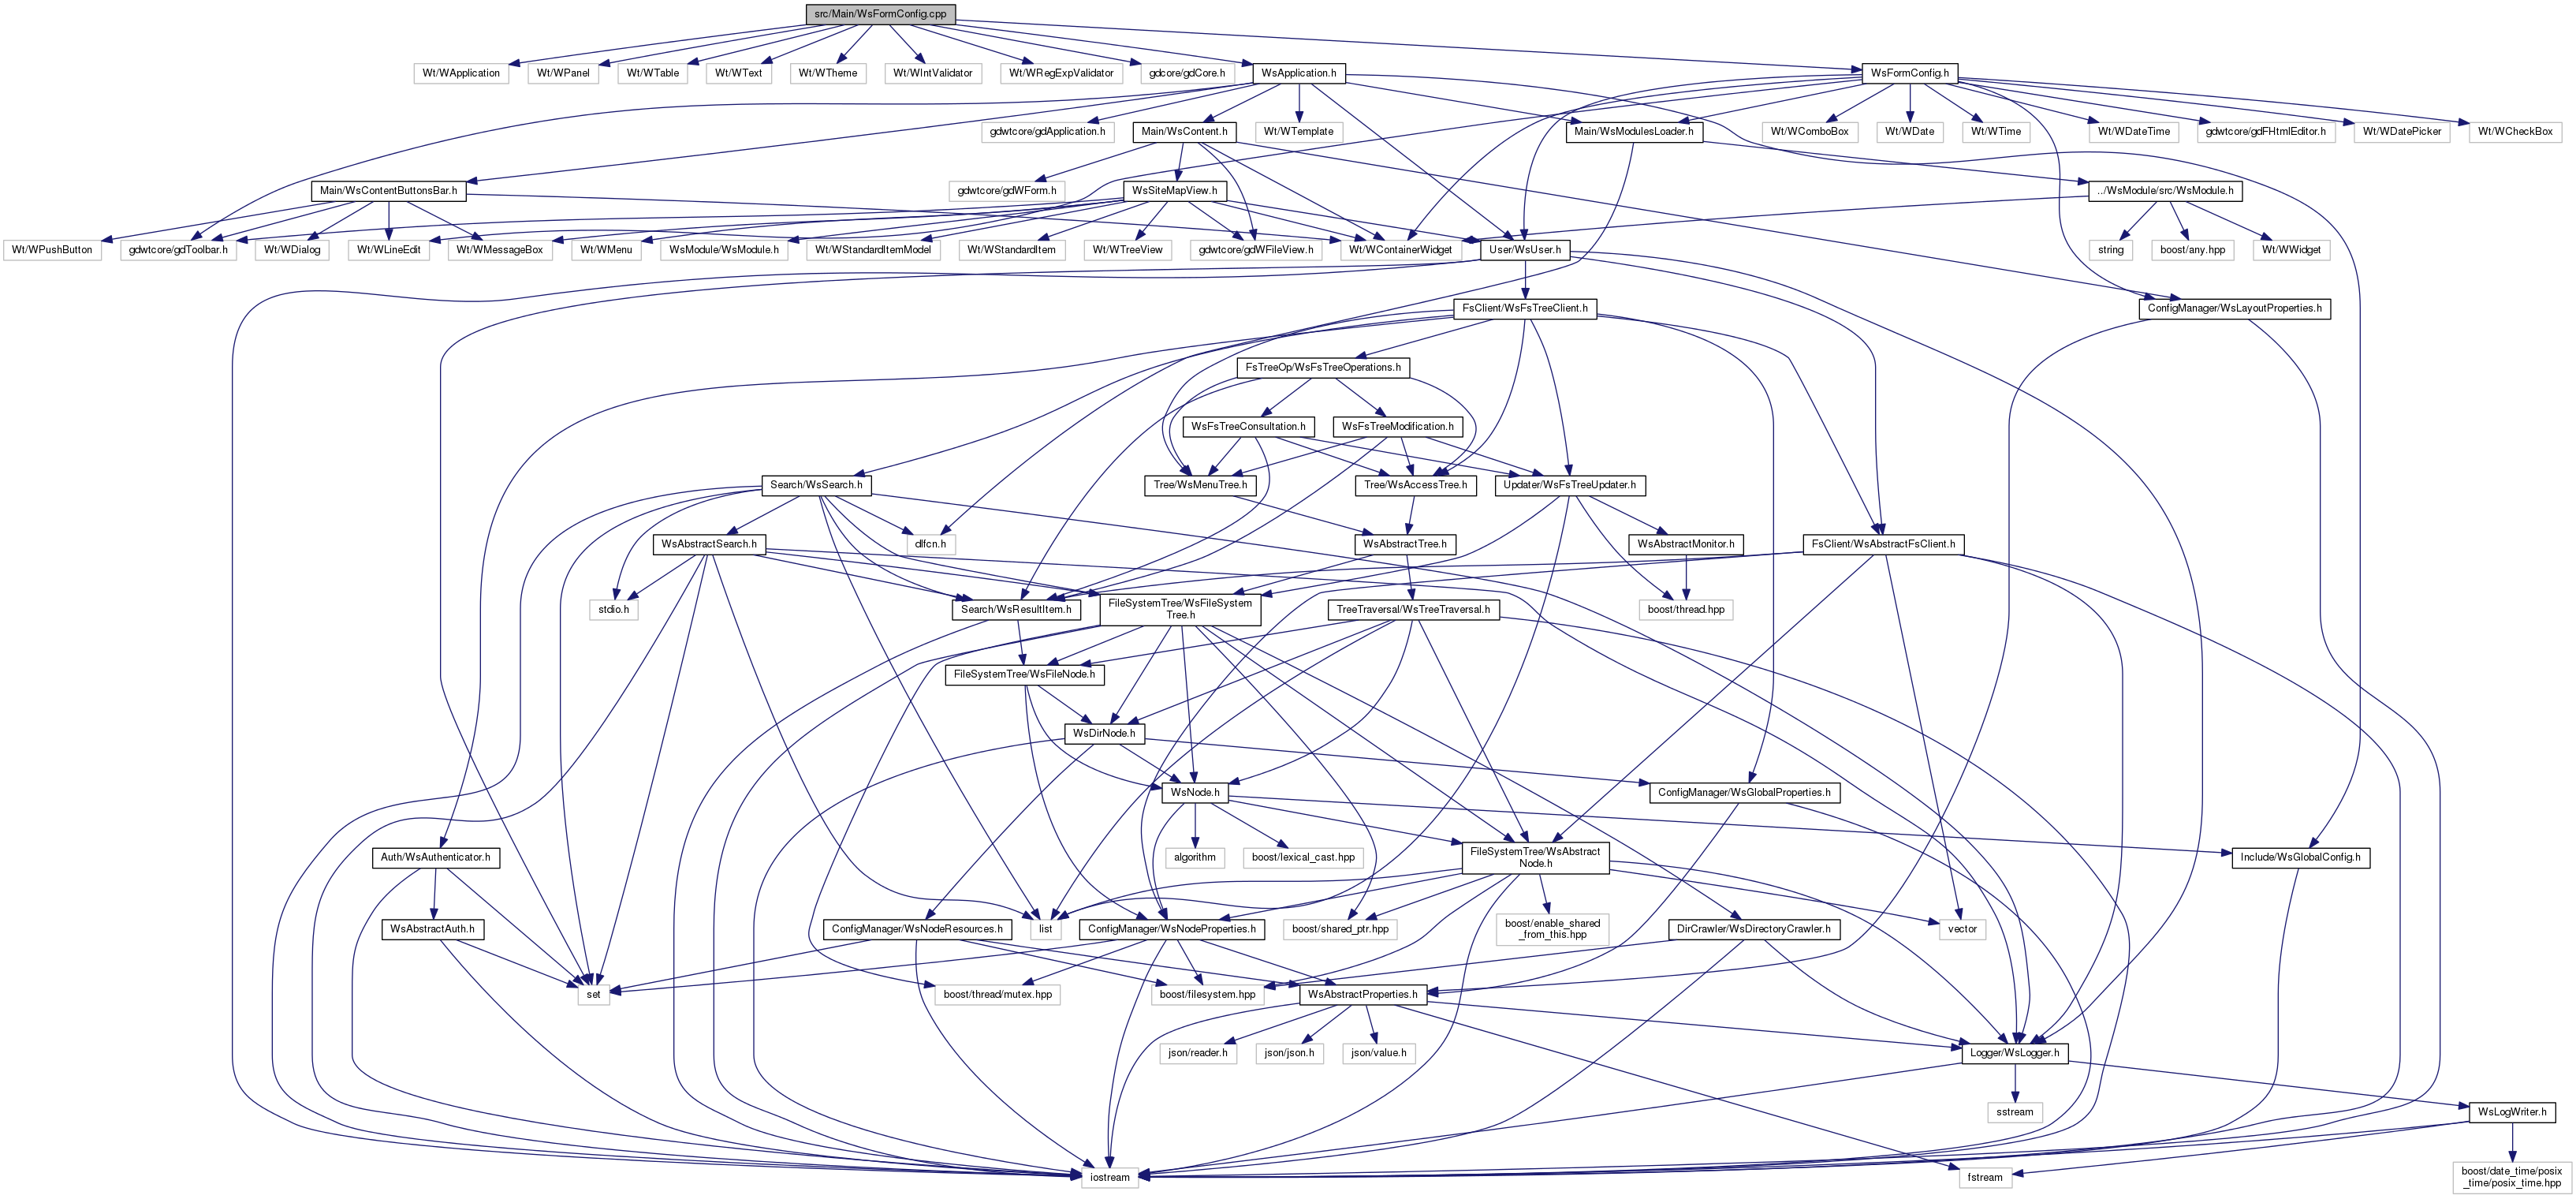 src/Main/WsFormConfig.cpp
Wt/WApplication
Wt/WPanel
Wt/WTable
Wt/WText
Wt/WTheme
Wt/WIntValidator
Wt/WRegExpValidator
gdcore/gdCore.h
WsApplication.h
WsFormConfig.h
gdwtcore/gdApplication.h
Main/WsContent.h
Wt/WTemplate
Main/WsModulesLoader.h
Wt/WComboBox
Wt/WDate
Wt/WTime
Wt/WDateTime
gdwtcore/gdFHtmlEditor.h
Wt/WDatePicker
Wt/WCheckBox
Main/WsContentButtonsBar.h
gdwtcore/gdWForm.h
WsSiteMapView.h
../WsModule/src/WsModule.h
Wt/WPushButton
gdwtcore/gdToolbar.h
Wt/WDialog
Wt/WLineEdit
Wt/WMessageBox
Wt/WMenu
WsModule/WsModule.h
Wt/WStandardItemModel
Wt/WStandardItem
Wt/WTreeView
gdwtcore/gdWFileView.h
Wt/WContainerWidget
User/WsUser.h
string
boost/any.hpp
Wt/WWidget
FsClient/WsFsTreeClient.h
ConfigManager/WsLayoutProperties.h
FsTreeOp/WsFsTreeOperations.h
WsFsTreeConsultation.h
WsFsTreeModification.h
Search/WsSearch.h
Tree/WsMenuTree.h
Tree/WsAccessTree.h
Updater/WsFsTreeUpdater.h
WsAbstractSearch.h
dlfcn.h
WsAbstractTree.h
WsAbstractMonitor.h
FsClient/WsAbstractFsClient.h
stdio.h
Search/WsResultItem.h
FileSystemTree/WsFileSystem
Tree.h
TreeTraversal/WsTreeTraversal.h
boost/thread.hpp
FileSystemTree/WsFileNode.h
WsDirNode.h
WsNode.h
ConfigManager/WsGlobalProperties.h
Auth/WsAuthenticator.h
algorithm
boost/lexical_cast.hpp
FileSystemTree/WsAbstract
Node.h
Include/WsGlobalConfig.h
WsAbstractAuth.h
ConfigManager/WsNodeResources.h
list
ConfigManager/WsNodeProperties.h
boost/shared_ptr.hpp
boost/enable_shared
_from_this.hpp
DirCrawler/WsDirectoryCrawler.h
vector
set
boost/thread/mutex.hpp
boost/filesystem.hpp
WsAbstractProperties.h
json/reader.h
json/json.h
json/value.h
Logger/WsLogger.h
sstream
WsLogWriter.h
iostream
fstream
boost/date_time/posix
_time/posix_time.hpp